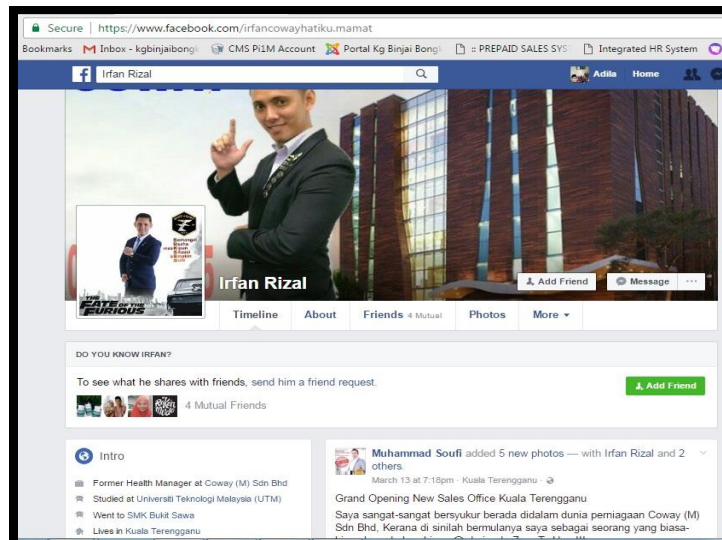 Secure | https://www.facebook.com/irfancowayhatiku.mamat
Bookmarks Inbox - kgbinjaibongk CMS Pi1M Account Portal Kg Binjai Bong :: PREPAID SALES SYS Integrated HR System
Irfan Rizal
Adila Home
THE FATE OF THE FURIOUS
Irfan Rizal
Add Friend Message ...
Timeline About Friends 4 Mutual Photos More
DO YOU KNOW IRFAN?
To see what he shares with friends, send him a friend request.
Add Friend
4 Mutual Friends
Intro
Former Health Manager at Coway (M) Sdn Bhd
Studied at Universiti Teknologi Malaysia (UTM)
Went to SMK Bukit Sawa
Lives in Kuala Terengganu
Muhammad Soufi added 5 new photos — with Irfan Rizal and 2 others.
March 13 at 7:18pm · Kuala Terengganu ·
Grand Opening New Sales Office Kuala Terengganu
Saya sangat-sangat bersyukur berada didalam dunia perniagaan Coway (M)
Sdn Bhd, Kerana di sinilah bermulanya saya sebagai seorang yang biasa-